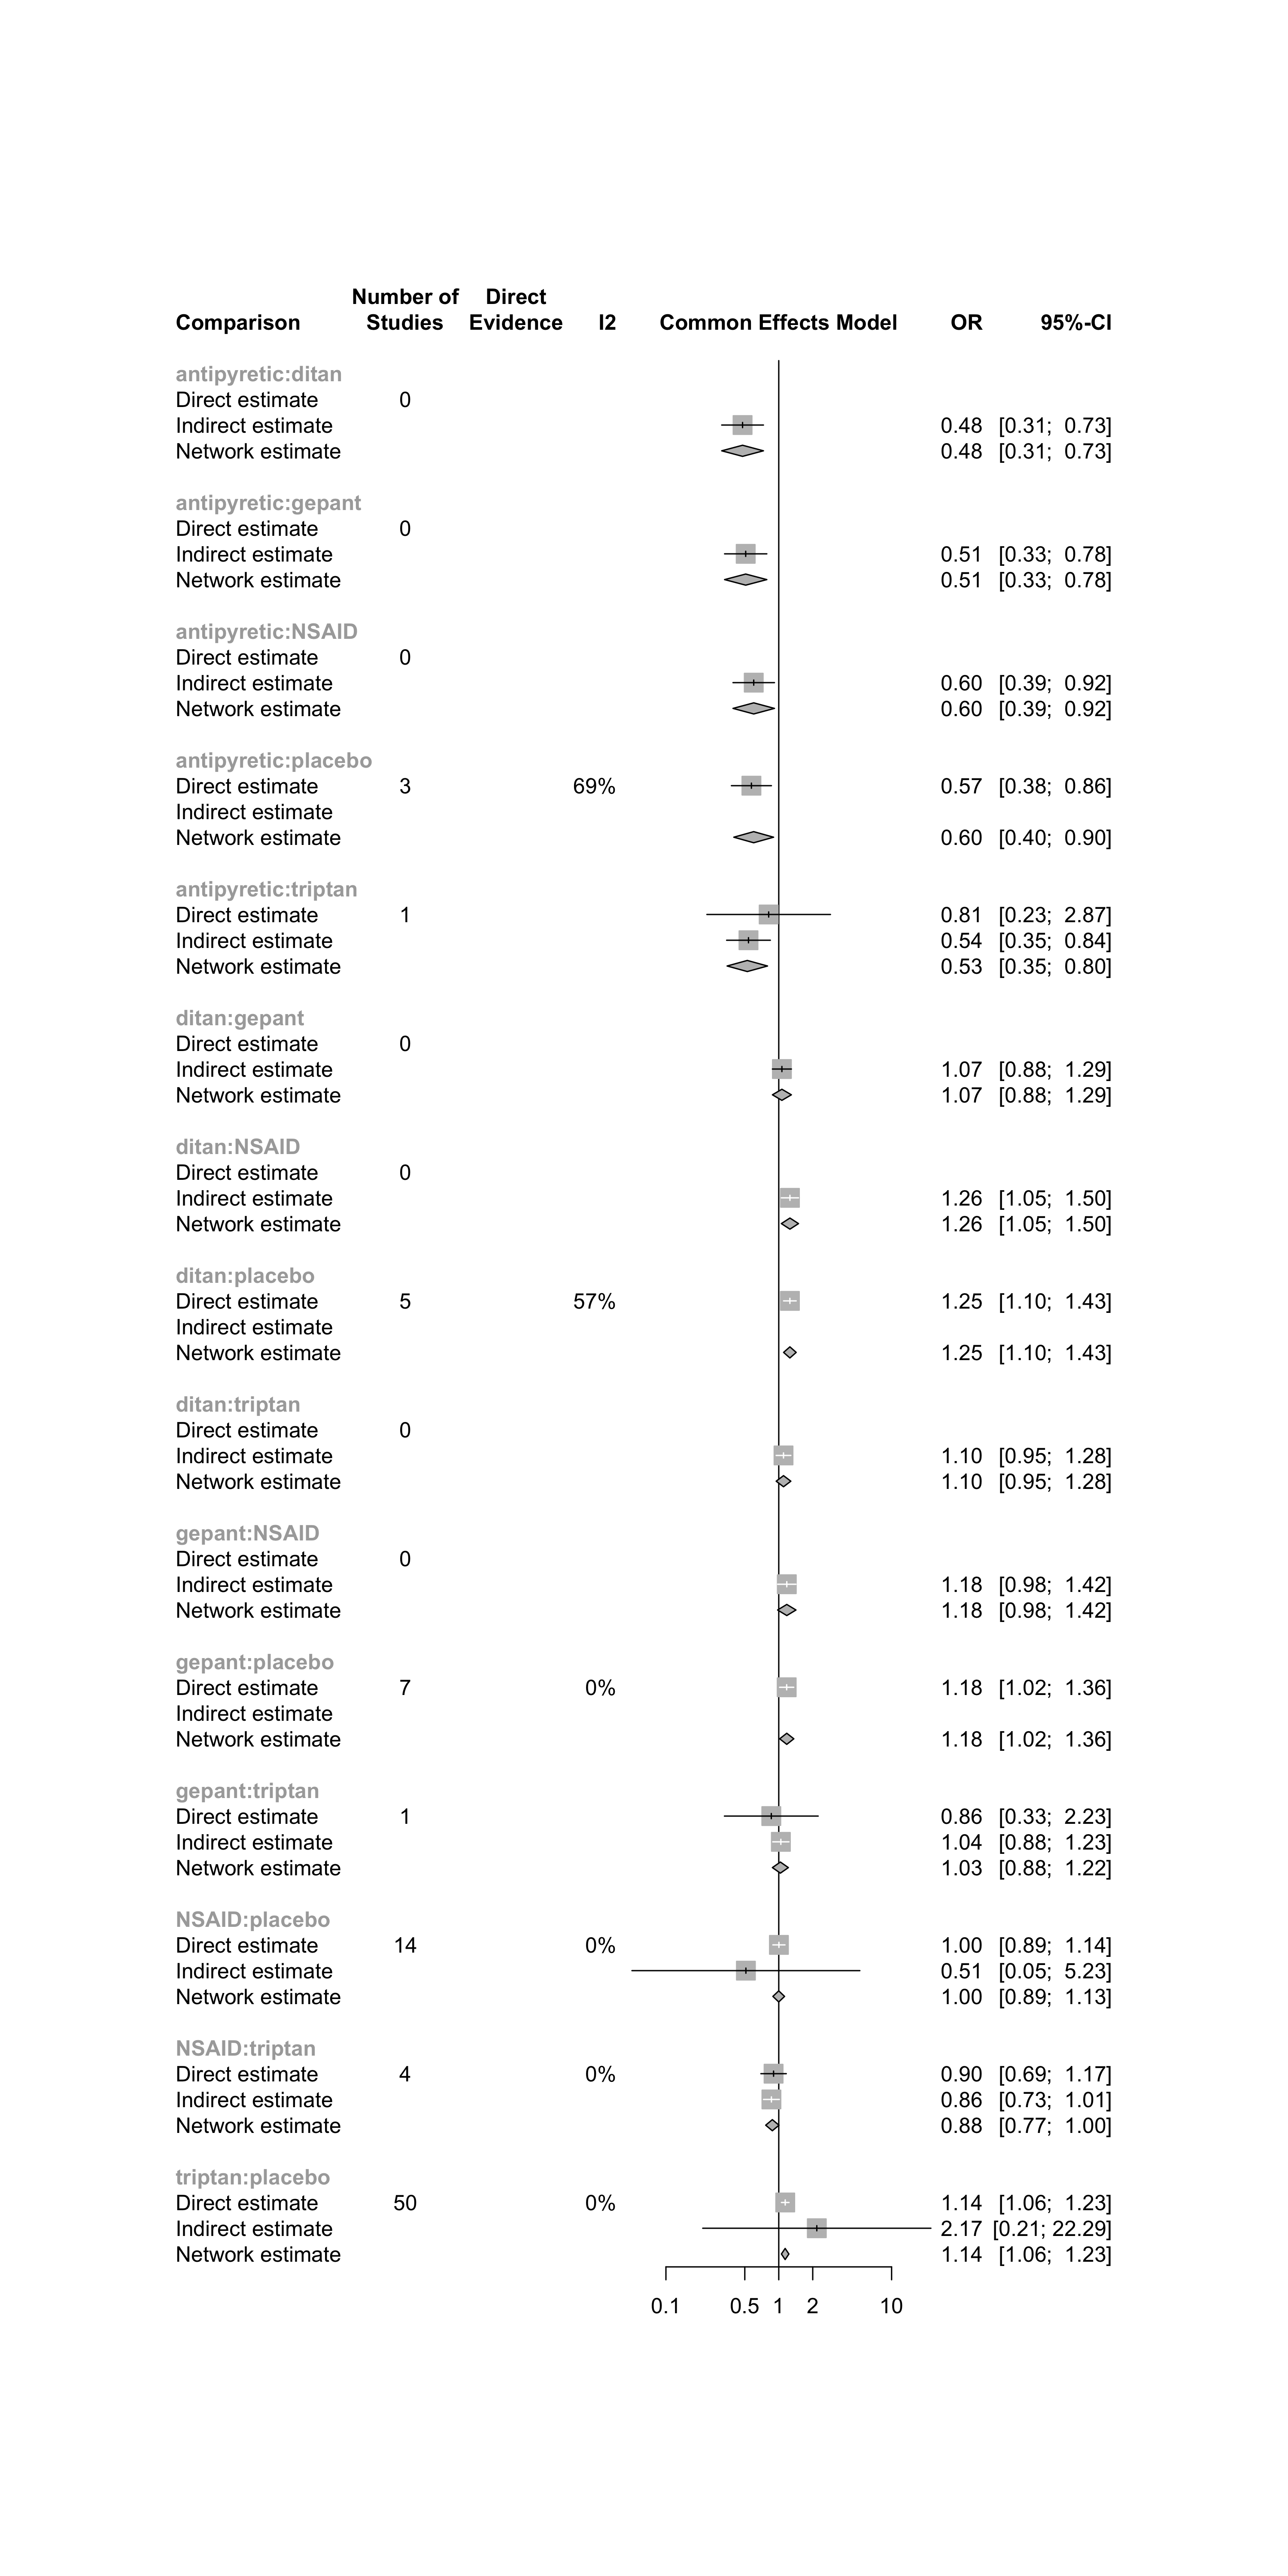 Number of Direct
Comparison Studies Evidence I2 Common Effects Model OR 95%-CI
antipyretic:ditan
Direct estimate 0
Indirect estimate 0.48 [0.31; 0.73]
Network estimate 0.48 [0.31; 0.73]
antipyretic:gepant
Direct estimate 0
Indirect estimate 0.51 [0.33; 0.78]
Network estimate 0.51 [0.33; 0.78]
antipyretic:NSAID
Direct estimate 0
Indirect estimate 0.60 [0.39; 0.92]
Network estimate 0.60 [0.39; 0.92]
antipyretic:placebo
Direct estimate 3 69% 0.57 [0.38; 0.86]
Indirect estimate
Network estimate 0.60 [0.40; 0.90]
antipyretic:triptan
Direct estimate 1 0.81 [0.23; 2.87]
Indirect estimate 0.54 [0.35; 0.84]
Network estimate 0.53 [0.35; 0.80]
ditan:gepant
Direct estimate 0
Indirect estimate 1.07 [0.88; 1.29]
Network estimate 1.07 [0.88; 1.29]
ditan:NSAID
Direct estimate 0
Indirect estimate 1.26 [1.05; 1.50]
Network estimate 1.26 [1.05; 1.50]
ditan:placebo
Direct estimate 5 57% 1.25 [1.10; 1.43]
Indirect estimate
Network estimate 1.25 [1.10; 1.43]
ditan:triptan
Direct estimate 0
Indirect estimate 1.10 [0.95; 1.28]
Network estimate 1.10 [0.95; 1.28]
gepant:NSAID
Direct estimate 0
Indirect estimate 1.18 [0.98; 1.42]
Network estimate 1.18 [0.98; 1.42]
gepant:placebo
Direct estimate 7 0% 1.18 [1.02; 1.36]
Indirect estimate
Network estimate 1.18 [1.02; 1.36]
gepant:triptan
Direct estimate 1 0.86 [0.33; 2.23]
Indirect estimate 1.04 [0.88; 1.23]
Network estimate 1.03 [0.88; 1.22]
NSAID:placebo
Direct estimate 14 0% 1.00 [0.89; 1.14]
Indirect estimate 0.51 [0.05; 5.23]
Network estimate 1.00 [0.89; 1.13]
NSAID:triptan
Direct estimate 4 0% 0.90 [0.69; 1.17]
Indirect estimate 0.86 [0.73; 1.01]
Network estimate 0.88 [0.77; 1.00]
triptan:placebo
Direct estimate 50 0% 1.14 [1.06; 1.23]
Indirect estimate 2.17 [0.21; 22.29]
Network estimate 1.14 [1.06; 1.23]
0.1 0.5 1 2 10